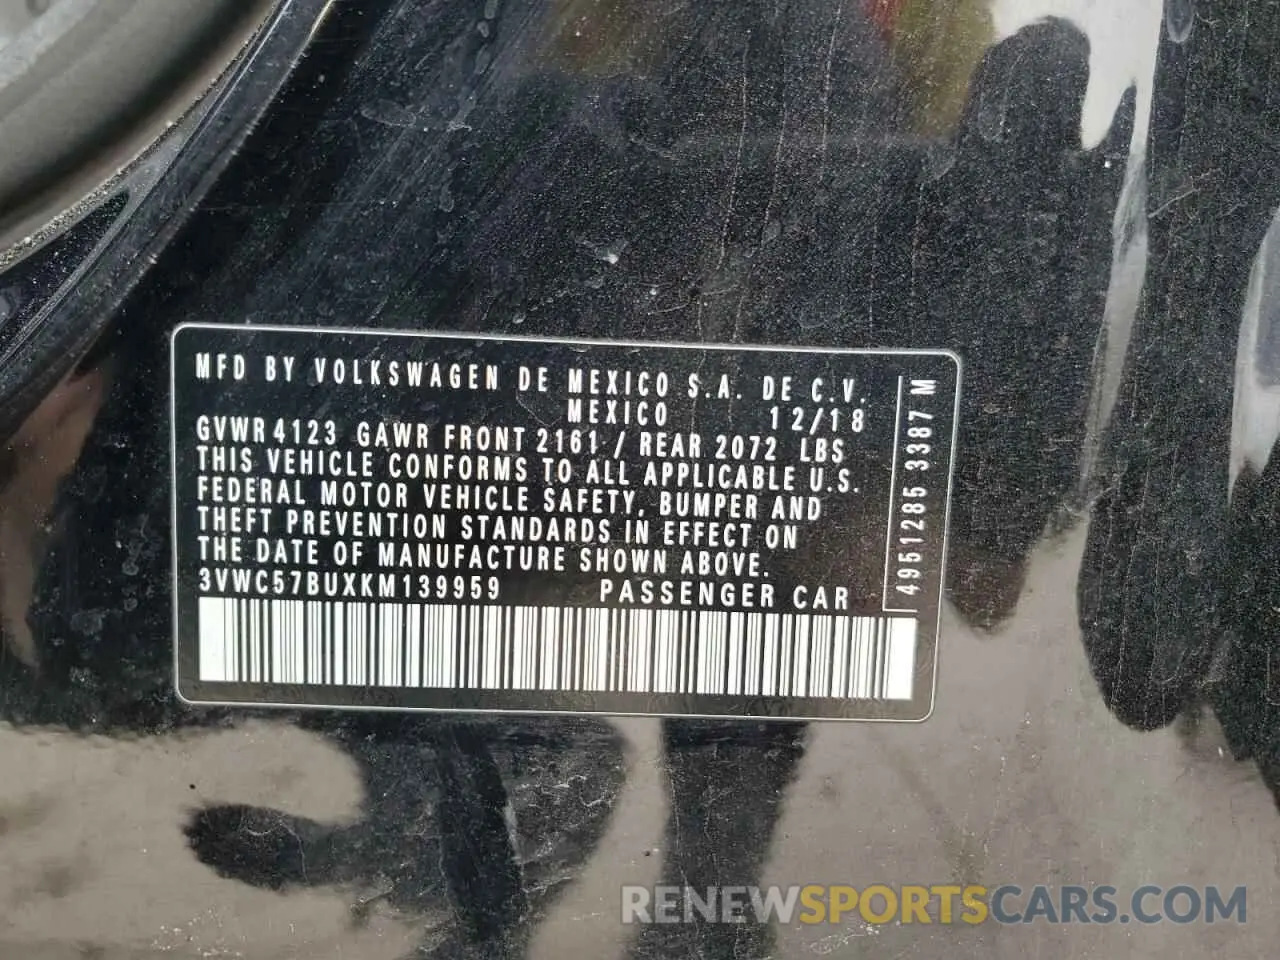 MFD BY VOLKSWAGEN DE MEXICO S.A. DE C.V.
MEXICO 12/18
GVWR 4123 GAWR FRONT 2161 / REAR 2072 LBS
THIS VEHICLE CONFORMS TO ALL APPLICABLE U.S.
FEDERAL MOTOR VEHICLE SAFETY, BUMPER AND
THEFT PREVENTION STANDARDS IN EFFECT ON
THE DATE OF MANUFACTURE SHOWN ABOVE.
3VWC57BUXKM139959 PASSENGER CAR
4951285 3387 M
RENEWSPORTSCARS.COM